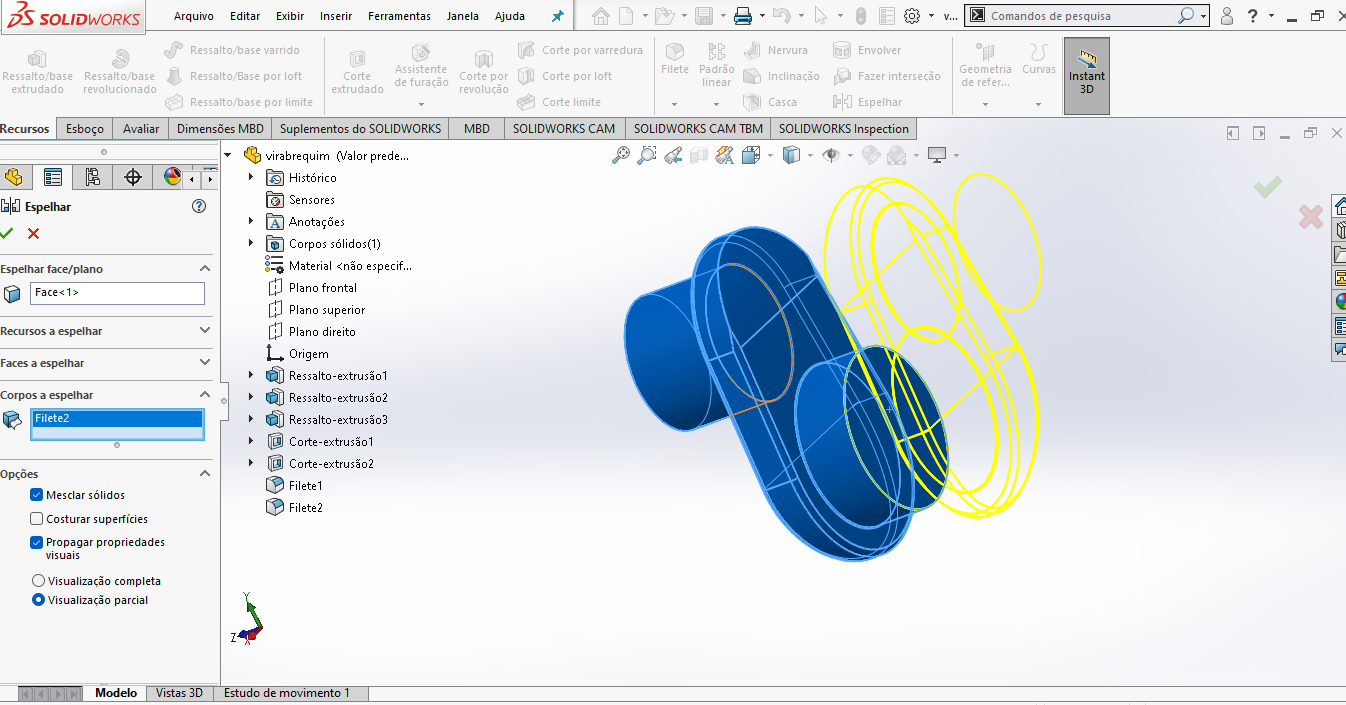 SOLIDWORKS
Arquivo Editar Exibir Inserir Ferramentas Janela Ajuda
v...
Comandos de pesquisa
?
Ressalto/base extrudado
Ressalto/base revolucionado
Ressalto/base varrido
Ressalto/base por loft
Ressalto/base por limite
Corte extrudado
Assistente de furação
Corte por revolução
Corte por varredura
Corte por loft
Corte limite
Filete
Padrão linear
Nervura
Inclinação
Casca
Envolver
Fazer interseção
Espelhar
Geometria de refer...
Curvas
Instant 3D
Recursos Esboço Avaliar Dimensões MBD Suplementos do SOLIDWORKS MBD SOLIDWORKS CAM SOLIDWORKS CAM TBM SOLIDWORKS Inspection
Espelhar
?
Espelhar face/plano
Face<1>
Recursos a espelhar
Faces a espelhar
Corpos a espelhar
Filete2
Opções
Mesclar sólidos
Costurar superfícies
Propagar propriedades
visuais
Visualização completa
Visualização parcial
virabrequim (Valor prede...
Histórico
Sensores
Anotações
Corpos sólidos(1)
Material <não especif...
Plano frontal
Plano superior
Plano direito
Origem
Ressalto-extrusão1
Ressalto-extrusão2
Ressalto-extrusão3
Corte-extrusão1
Corte-extrusão2
Filete1
Filete2
Y
Z
X
Modelo Vistas 3D Estudo de movimento 1